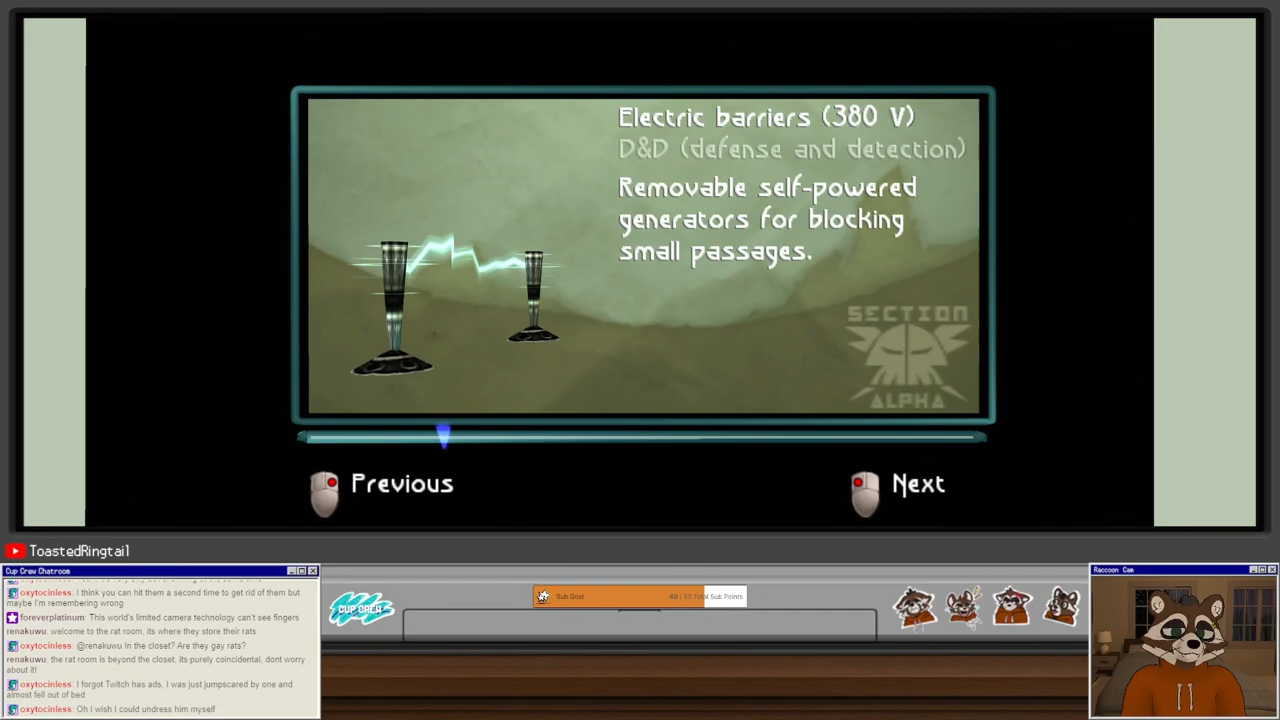 Electric barriers (380 V)
D&D (defense and detection)
Removable self-powered
generators for blocking
small passages.
SECTION
ALPHA
Previous
Next
ToastedRingtail
Cup Crew Chatroom
oxytocinless: I think you can hit them a second time to get rid of them but
maybe I'm remembering wrong
foreverplatinum: This world's limited camera technology can't see fingers
renakuwu: welcome to the rat room, its where they store their rats
oxytocinless: @renakuwu In the closet? Are they gay rats?
renakuwu: the rat room is beyond the closet, its purely coincidental, dont worry
about it!
oxytocinless: I forgot Twitch has ads. I was just jumpscared by one and
almost fell out of bed
oxytocinless: Oh I wish I could undress him myself
CUP CREW
Sub Goal
40 / 50 Total Sub Points
Raccoon Cam